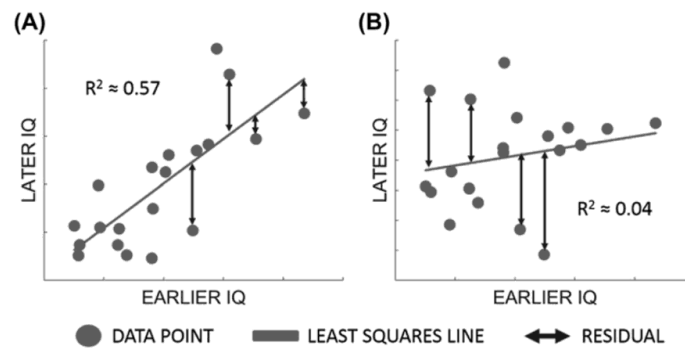 (A)
R² ≈ 0.57
LATER IQ
EARLIER IQ
(B)
R² ≈ 0.04
LATER IQ
EARLIER IQ
DATA POINT
LEAST SQUARES LINE
RESIDUAL